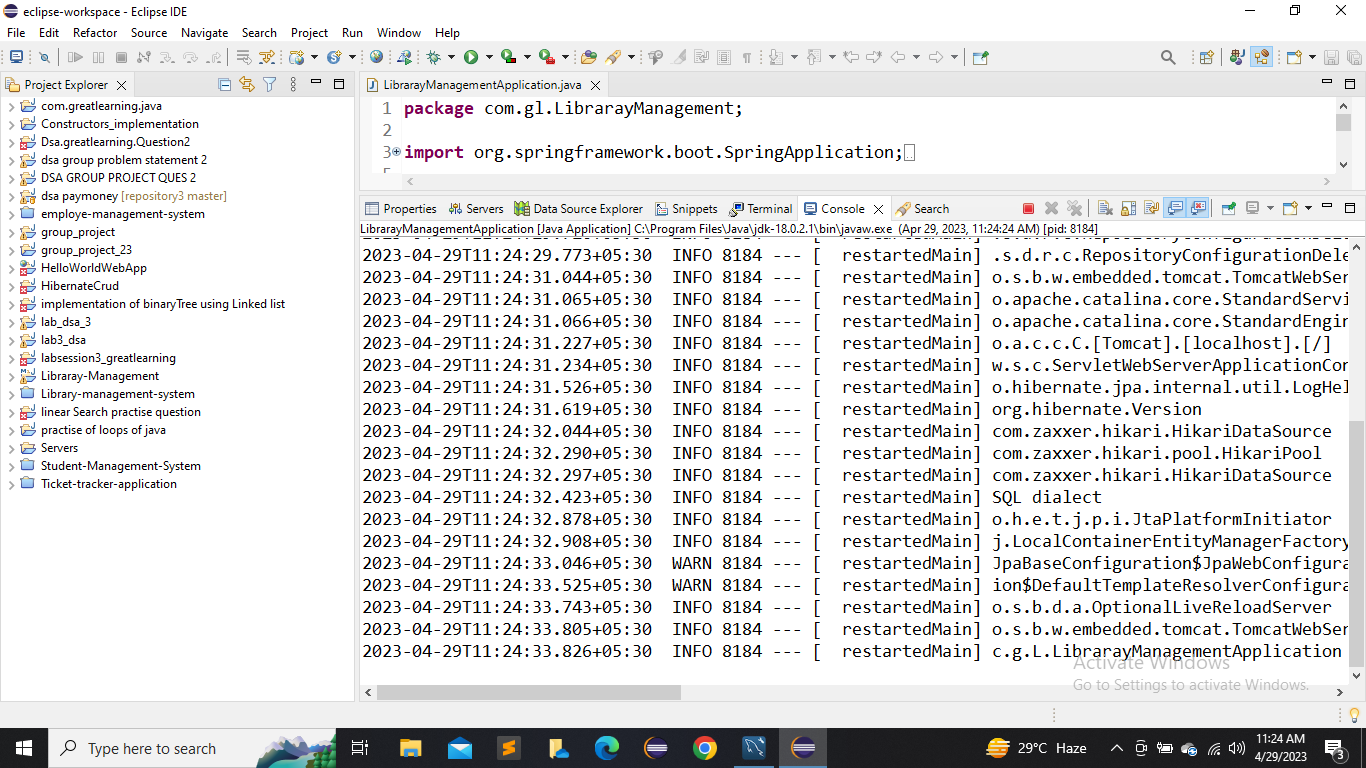 eclipse-workspace - Eclipse IDE
File Edit Refactor Source Navigate Search Project Run Window Help
Project Explorer
com.greatlearning.java
Constructors_implementation
Dsa.greatlearning.Question2
dsa group problem statement 2
DSA GROUP PROJECT QUES 2
dsa paymoney [repository3 master]
employe-management-system
group_project
group_project_23
HelloWorldWebApp
HibernateCrud
implementation of binaryTree using Linked list
lab_dsa_3
lab3_dsa
labsession3_greatlearning
Libraray-Management
Library-management-system
linear Search practise question
practise of loops of java
Servers
Student-Management-System
Ticket-tracker-application
LibrarayManagementApplication.java
1 package com.gl.LibrarayManagement;
2
3 import org.springframework.boot.SpringApplication;
Properties Servers Data Source Explorer Snippets Terminal Console Search
LibrarayManagementApplication [Java Application] C:\Program Files\Java\jdk-18.0.2.1\bin\javaw.exe (Apr 29, 2023, 11:24:24 AM) [pid: 8184]
2023-04-29T11:24:29.773+05:30 INFO 8184 --- [ restartedMain] .s.d.r.c.RepositoryConfigurationDele
2023-04-29T11:24:31.044+05:30 INFO 8184 --- [ restartedMain] o.s.b.w.embedded.tomcat.TomcatWebSer
2023-04-29T11:24:31.065+05:30 INFO 8184 --- [ restartedMain] o.apache.catalina.core.StandardServi
2023-04-29T11:24:31.066+05:30 INFO 8184 --- [ restartedMain] o.apache.catalina.core.StandardEngin
2023-04-29T11:24:31.227+05:30 INFO 8184 --- [ restartedMain] o.a.c.c.C.[Tomcat].[localhost].[/]
2023-04-29T11:24:31.234+05:30 INFO 8184 --- [ restartedMain] w.s.c.ServletWebServerApplicationCon
2023-04-29T11:24:31.526+05:30 INFO 8184 --- [ restartedMain] o.hibernate.jpa.internal.util.LogHel
2023-04-29T11:24:31.619+05:30 INFO 8184 --- [ restartedMain] org.hibernate.Version
2023-04-29T11:24:32.044+05:30 INFO 8184 --- [ restartedMain] com.zaxxer.hikari.HikariDataSource
2023-04-29T11:24:32.290+05:30 INFO 8184 --- [ restartedMain] com.zaxxer.hikari.pool.HikariPool
2023-04-29T11:24:32.297+05:30 INFO 8184 --- [ restartedMain] com.zaxxer.hikari.HikariDataSource
2023-04-29T11:24:32.423+05:30 INFO 8184 --- [ restartedMain] SQL dialect
2023-04-29T11:24:32.878+05:30 INFO 8184 --- [ restartedMain] o.h.e.t.j.p.i.JtaPlatformInitiator
2023-04-29T11:24:32.908+05:30 INFO 8184 --- [ restartedMain] j.LocalContainerEntityManagerFactory
2023-04-29T11:24:33.046+05:30 WARN 8184 --- [ restartedMain] JpaBaseConfiguration$JpaWebConfigura
2023-04-29T11:24:33.525+05:30 WARN 8184 --- [ restartedMain] ion$DefaultTemplateResolverConfigura
2023-04-29T11:24:33.743+05:30 INFO 8184 --- [ restartedMain] o.s.b.d.a.OptionalLiveReloadServer
2023-04-29T11:24:33.805+05:30 INFO 8184 --- [ restartedMain] o.s.b.w.embedded.tomcat.TomcatWebSer
2023-04-29T11:24:33.826+05:30 INFO 8184 --- [ restartedMain] c.g.L.LibrarayManagementApplication
Activate Windows
Go to Settings to activate Windows.
Type here to search
29°C Haze
11:24 AM
4/29/2023
3